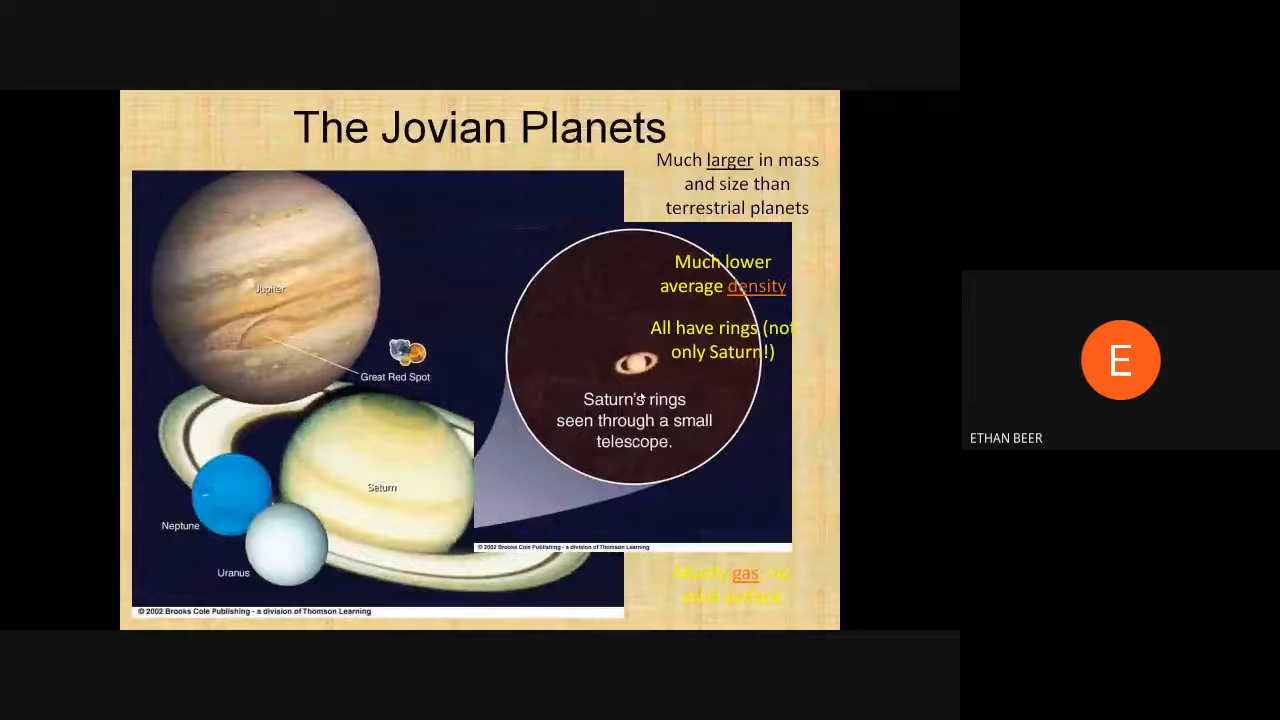 The Jovian Planets
Much larger in mass
and size than
terrestrial planets
Much lower
average density
All have rings (not
only Saturn!)
Jupiter
Great Red Spot
Saturn's rings
seen through a small
telescope.
Saturn
Neptune
Uranus
© 2002 Brooks Cole Publishing - a division of Thomson Learning
Mostly gas, no
solid surface
© 2002 Brooks Cole Publishing - a division of Thomson Learning
E
ETHAN BEER